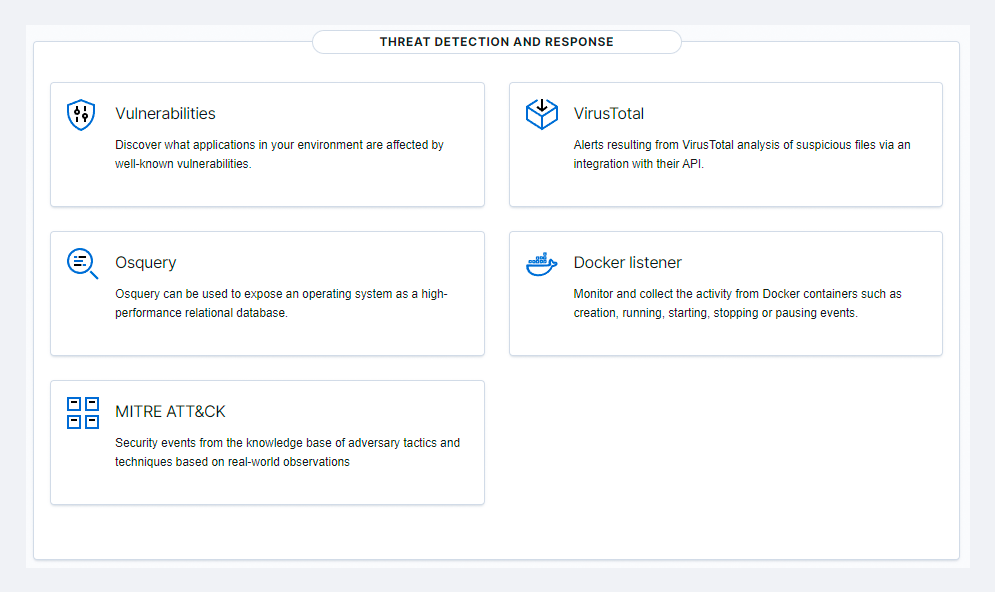 THREAT DETECTION AND RESPONSE
Vulnerabilities
Discover what applications in your environment are affected by
well-known vulnerabilities.
VirusTotal
Alerts resulting from VirusTotal analysis of suspicious files via an
integration with their API.
Osquery
Osquery can be used to expose an operating system as a high-
performance relational database.
Docker listener
Monitor and collect the activity from Docker containers such as
creation, running, starting, stopping or pausing events.
MITRE ATT&CK
Security events from the knowledge base of adversary tactics and
techniques based on real-world observations